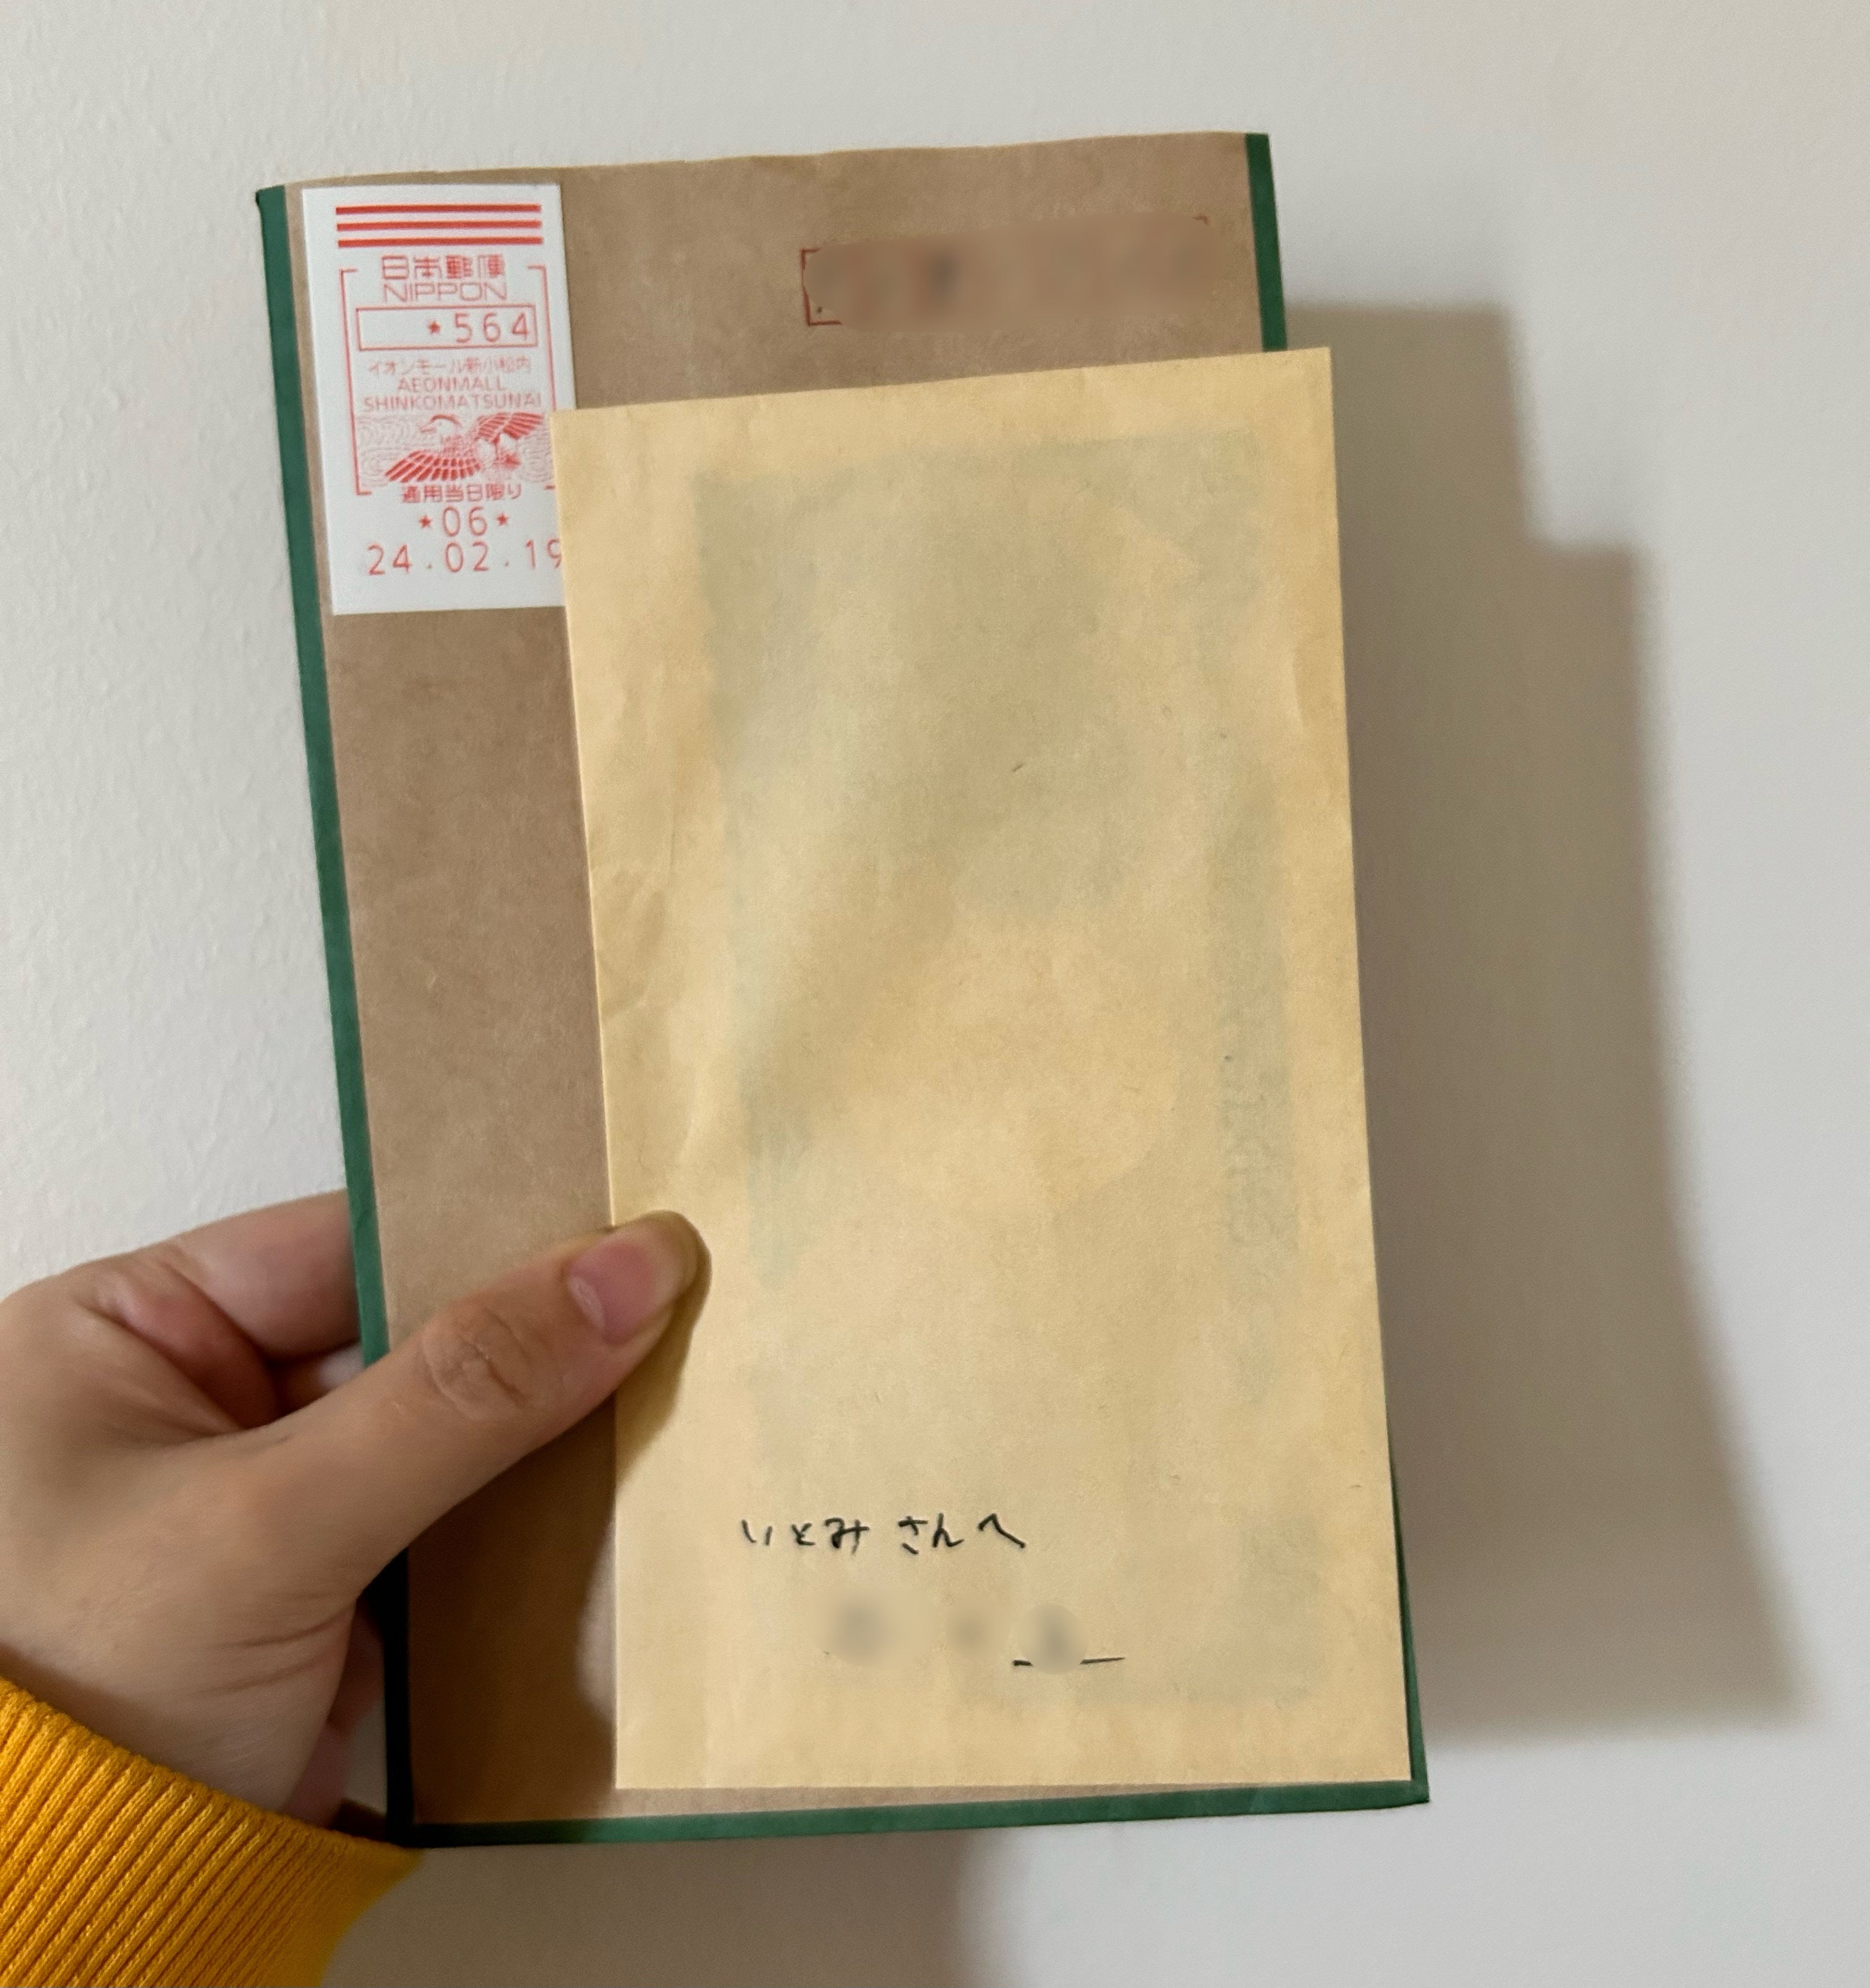 日本郵便
NIPPON
★564
イオンモール新小松内
AEONMALL
SHINKOMATSUNAI
通用当日限り
★06★
24.02.19
いとみ さんへ